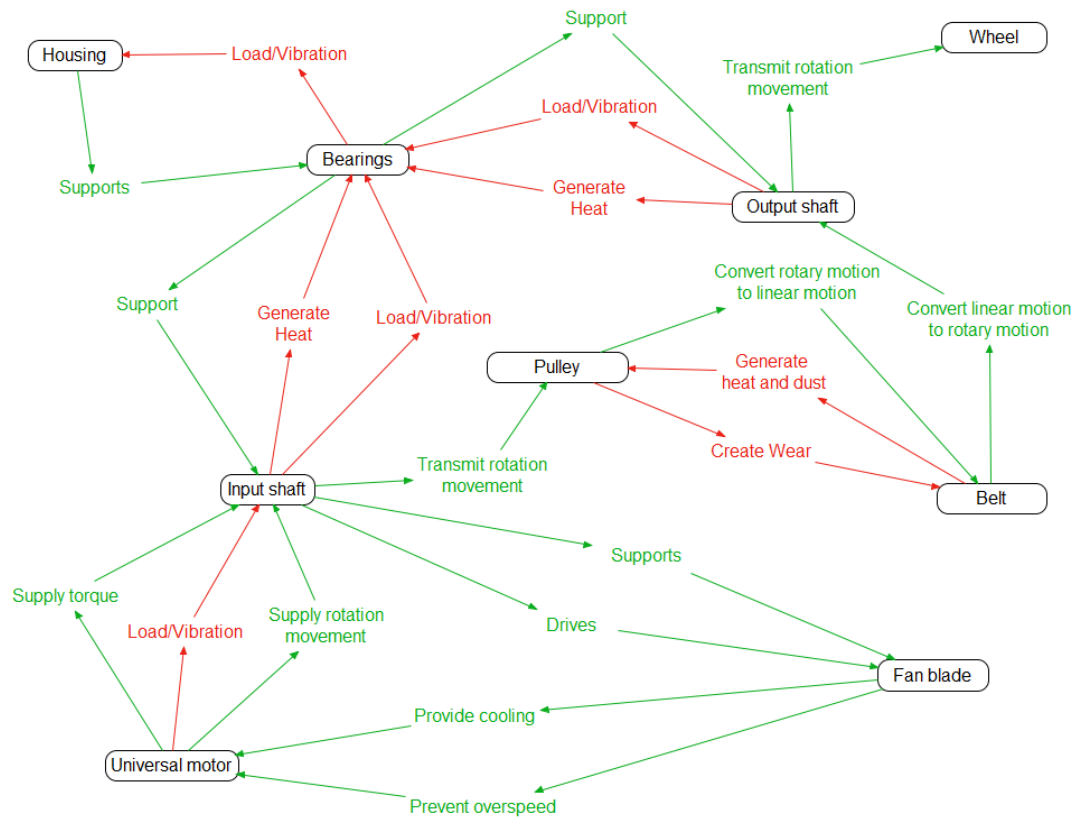 Support
Wheel
Housing
Load/Vibration
Transmit rotation
movement
Load/Vibration
Bearings
Supports
Generate
Heat
Output shaft
Convert rotary motion
to linear motion
Support
Generate
Heat
Load/Vibration
Convert linear motion
to rotary motion
Pulley
Generate
heat and dust
Create Wear
Transmit rotation
movement
Input shaft
Belt
Supports
Supply torque
Load/Vibration
Supply rotation
movement
Drives
Fan blade
Provide cooling
Universal motor
Prevent overspeed